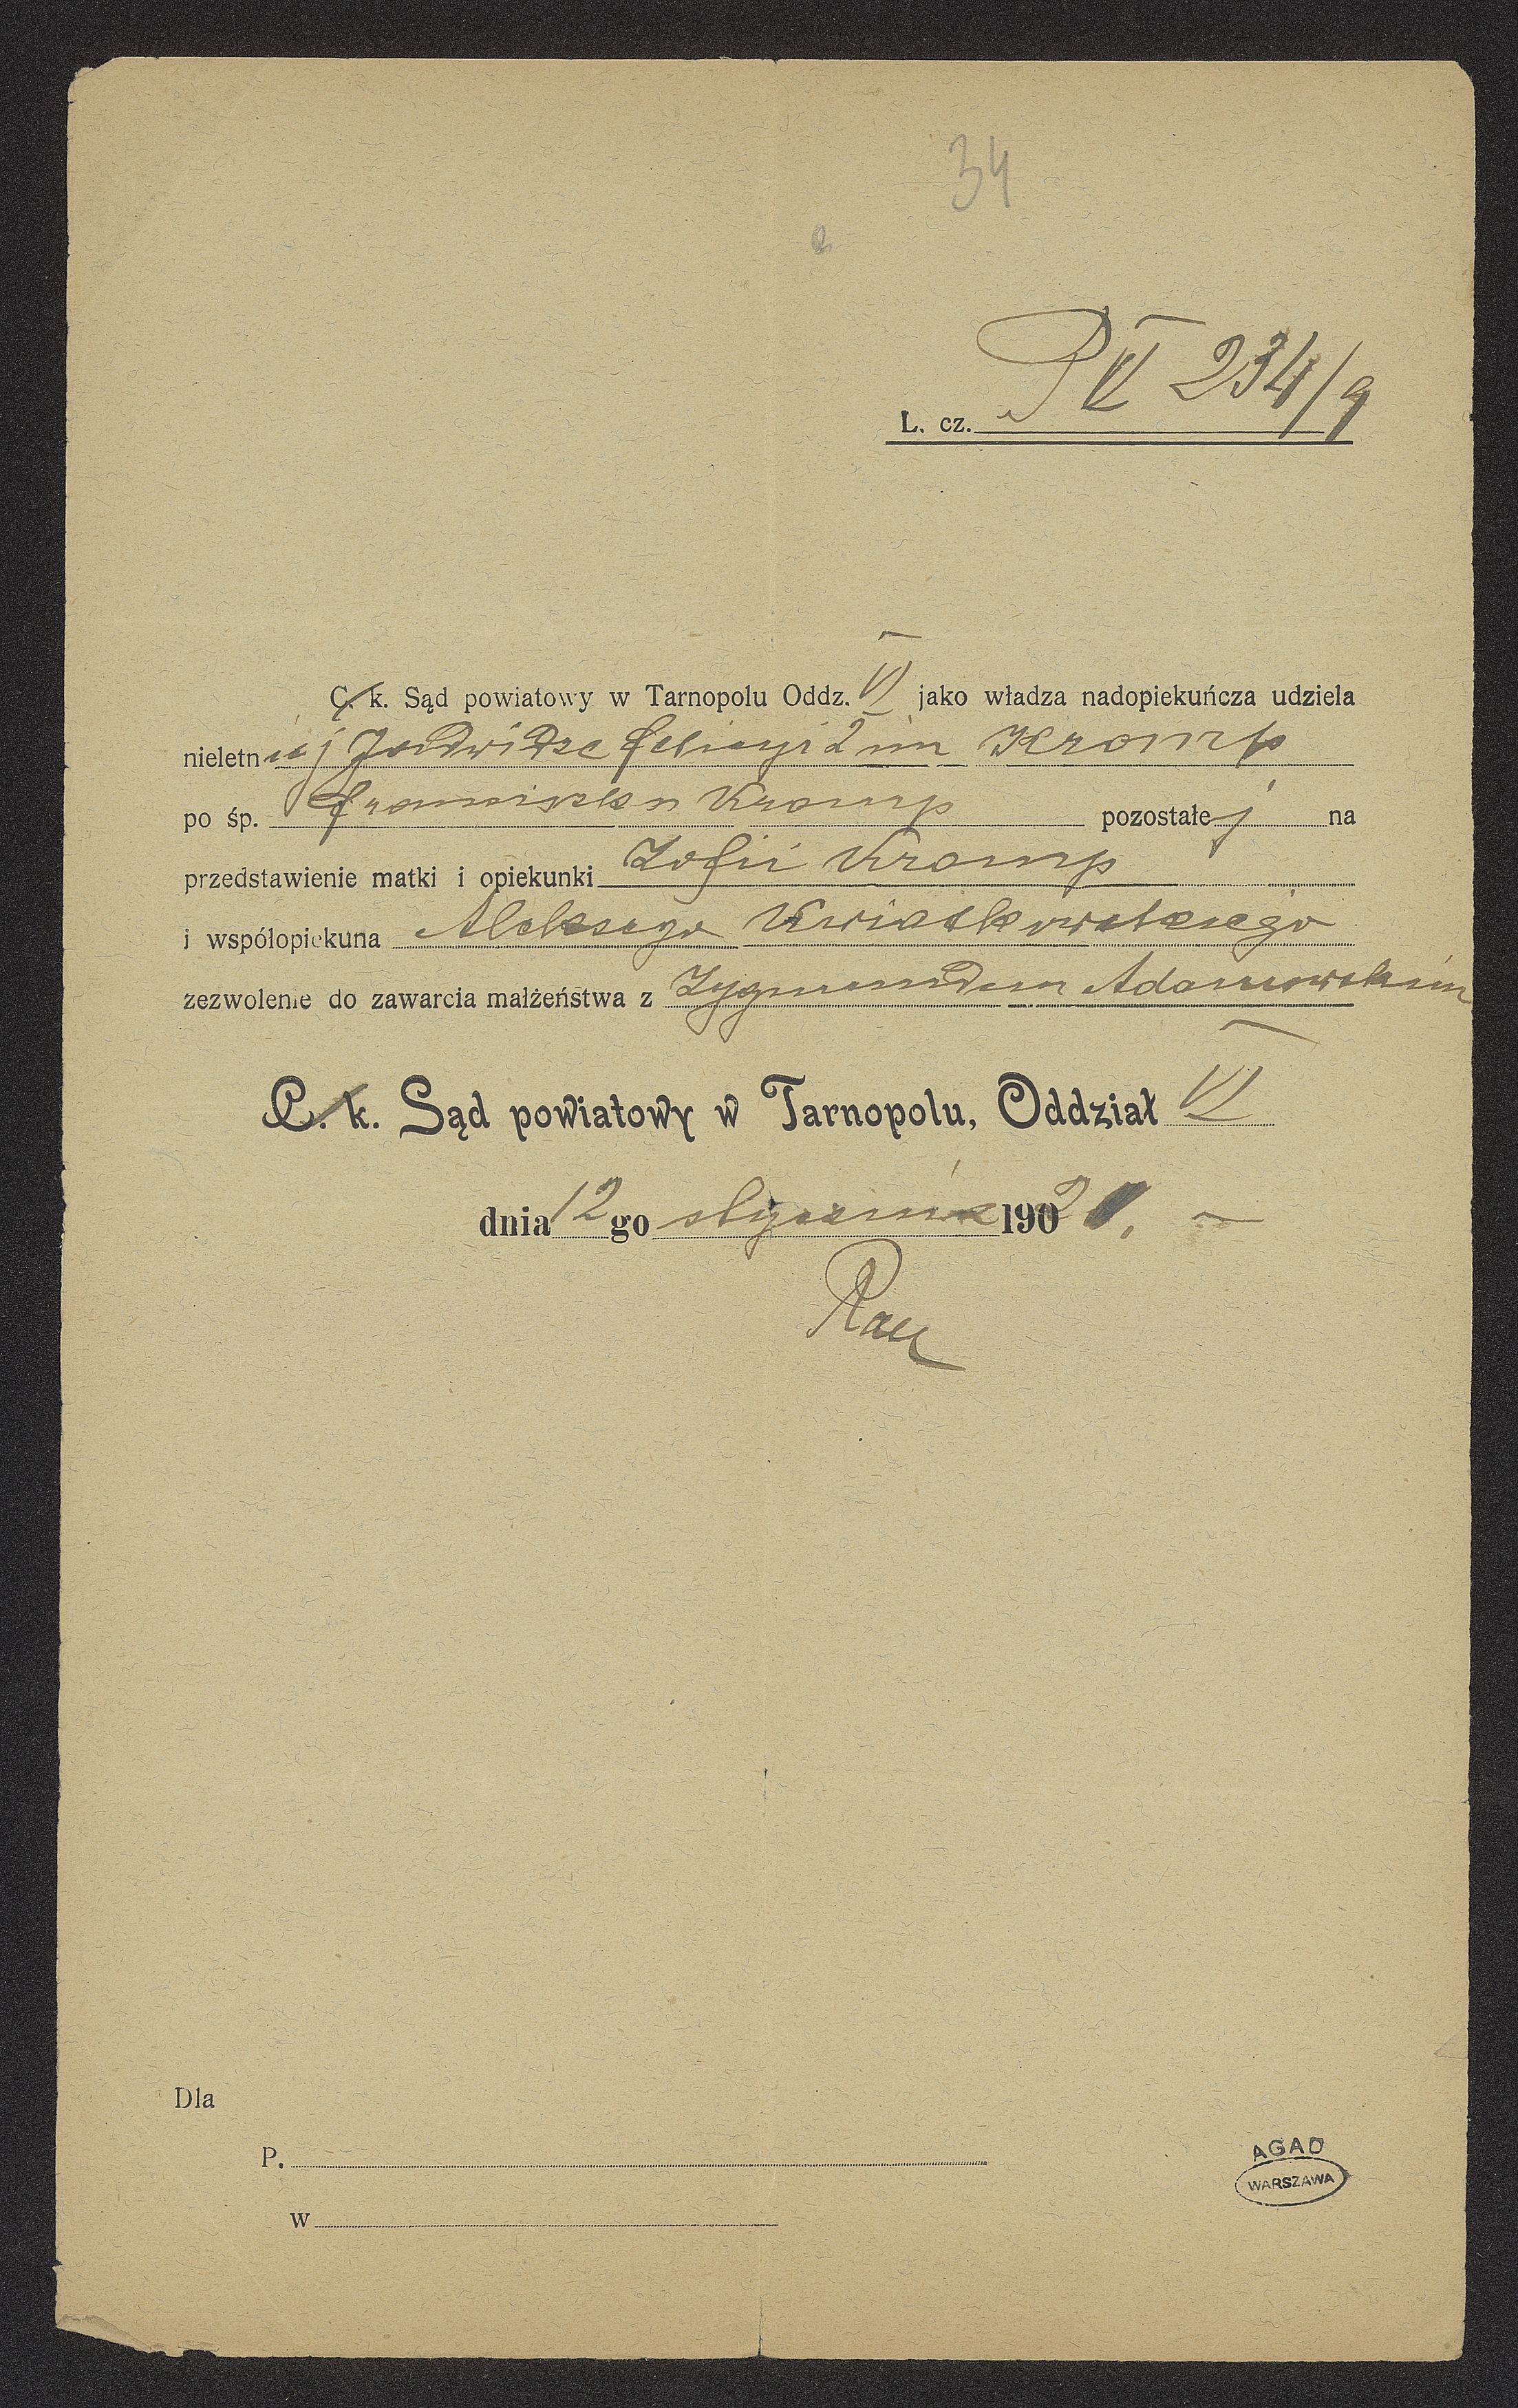 34
L. cz. P VI 234/9
C. k. Sąd powiatowy w Tarnopolu Oddz. VI jako władza nadopiekuńcza udziela
nieletniej Jadwidze Felicyi 2 im Kromp
po śp. Franciszku Kromp pozostałej na
przedstawienie matki i opiekunki Zofii Kromp
i współopiekuna Aleksego Kwiatkowskiego
zezwolenie do zawarcia małżeństwa z Zygmundem Adamowskim
C. k. Sąd powiatowy w Tarnopolu, Oddział VI
dnia 12 go stycznia 190
Rau
Dla
P.
w
AGAD
WARSZAWA